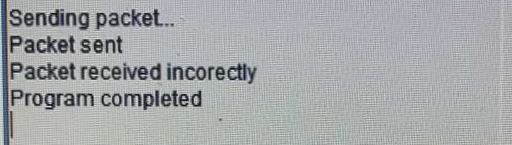 Sending packet...
Packet sent
Packet received incorectly
Program completed